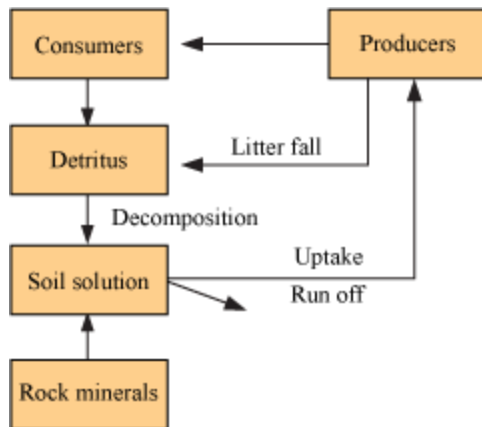 Consumers
Producers
Litter fall
Detritus
Decomposition
Uptake
Soil solution
Run off
Rock minerals